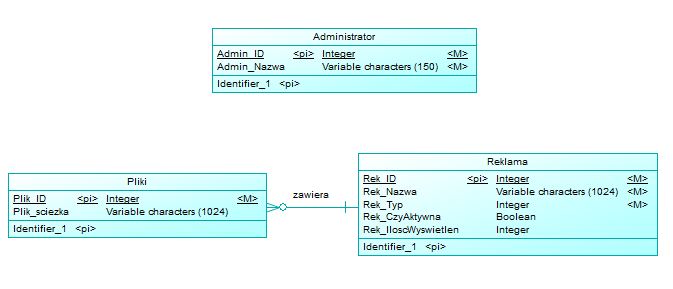 Administrator
Admin_ID <pi> Integer <M>
Admin_Nazwa Variable characters (150) <M>
Identifier_1 <pi>
Pliki
Plik_ID <pi> Integer <M>
Plik_sciezka Variable characters (1024)
Identifier_1 <pi>
zawiera
Reklama
Rek_ID <pi> Integer <M>
Rek_Nazwa Variable characters (1024) <M>
Rek_Typ Integer <M>
Rek_CzyAktywna Boolean
Rek_IloscWyswietlen Integer
Identifier_1 <pi>